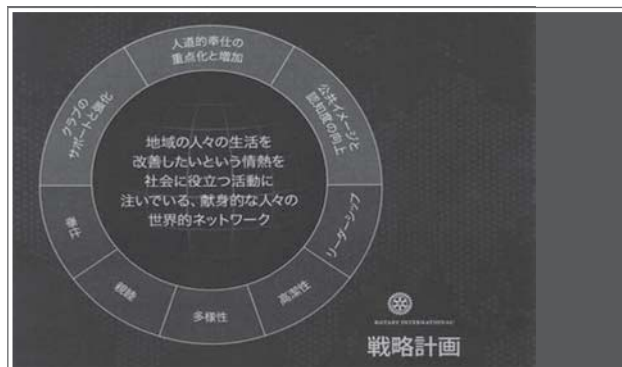 人道的奉仕の
重点化と増加
クラブの
サポートと強化
公共イメージと
認知度の向上
地域の人々の生活を
改善したいという情熱を
社会に役立つ活動に
注いでいる、献身的な人々の
世界的ネットワーク
奉仕
親睦
多様性
高潔性
リーダーシップ
ROTARY INTERNATIONAL
戦略計画